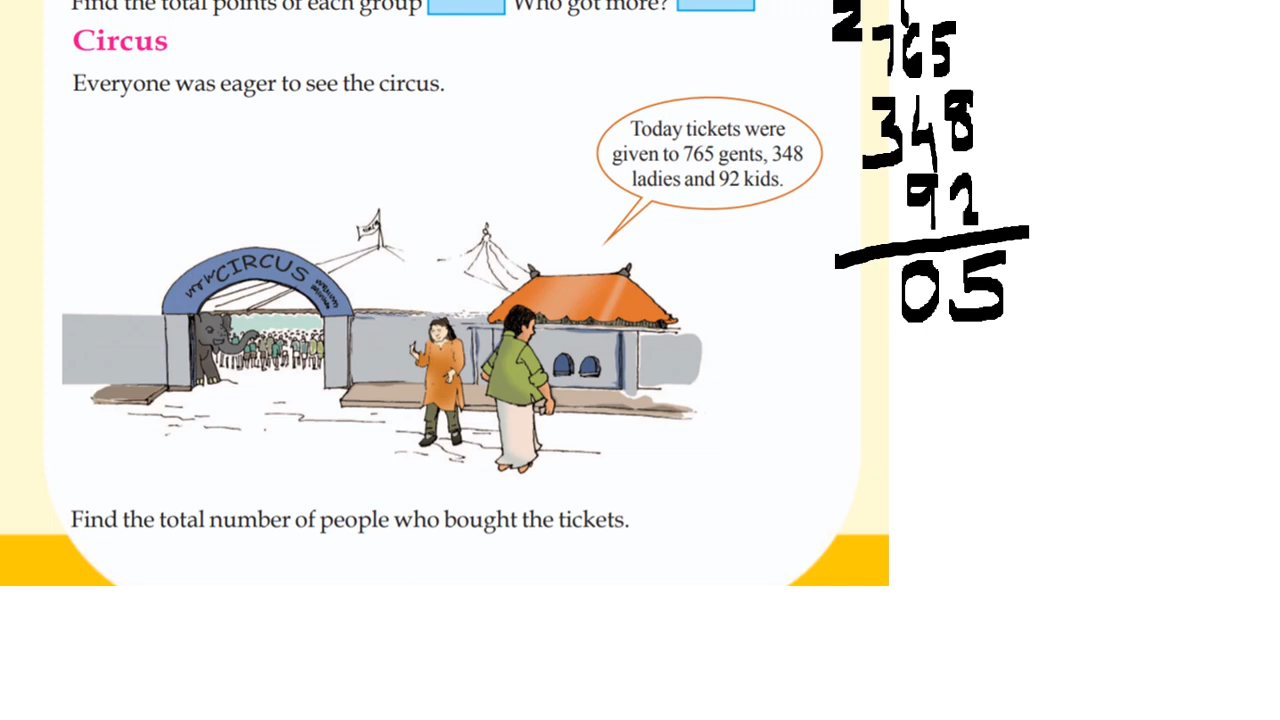 Find the total points of each group Who got more?
Circus
Everyone was eager to see the circus.
Today tickets were
given to 765 gents, 348
ladies and 92 kids.
CIRCUS
Find the total number of people who bought the tickets.
2 1
765
348
92
05